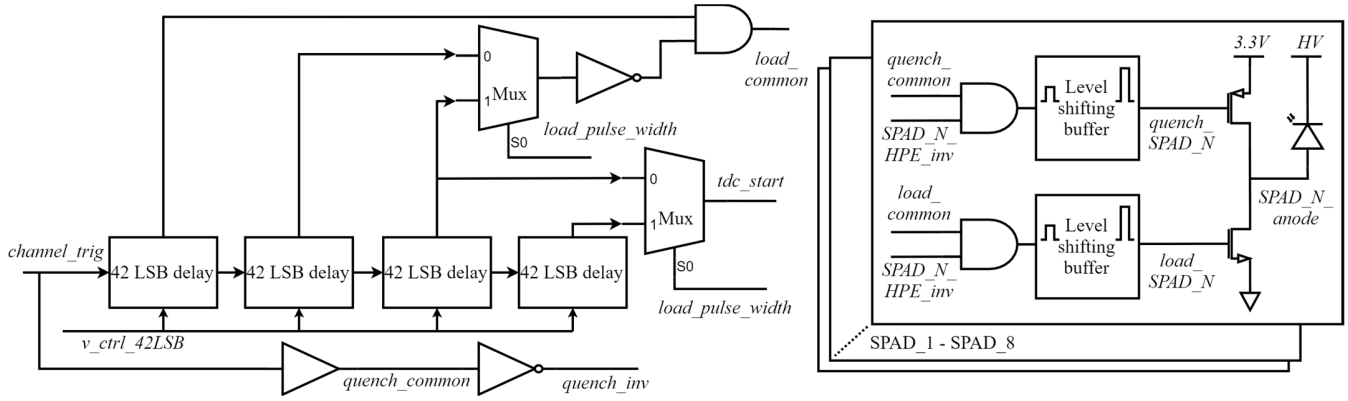 load_
common
0
1
Mux
S0
load_pulse_width
0
1
Mux
tdc_start
S0
load_pulse_width
channel_trig
42 LSB delay
42 LSB delay
42 LSB delay
42 LSB delay
v_ctrl_42LSB
quench_common
quench_inv
3.3V
HV
quench_
common
SPAD_N_
HPE_inv
Level
shifting
buffer
quench_
SPAD_N
load_
common
SPAD_N_
HPE_inv
Level
shifting
buffer
load_
SPAD_N
SPAD_N_
anode
SPAD_1 - SPAD_8